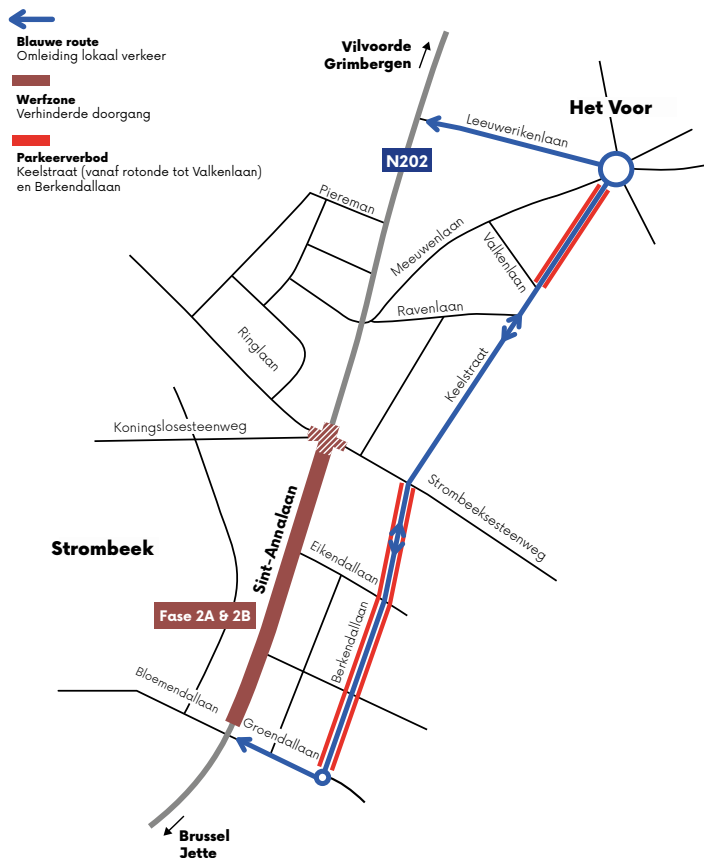 Blauwe route
Omleiding lokaal verkeer
Werfzone
Verhinderde doorgang
Parkeerverbod
Keelstraat (vanaf rotonde tot Valkenlaan)
en Berkendallaan
Vilvoorde
Grimbergen
Het Voor
Leeuwerikenlaan
N202
Piereman
Meeuwenlaan
Valkenlaan
Ravenlaan
Ringlaan
Keelstraat
Koningslosesteenweg
Strombeeksesteenweg
Sint-Annalaan
Strombeek
Eikendallaan
Fase 2A & 2B
Berkendallaan
Bloemendallaan
Groendallaan
Brussel
Jette